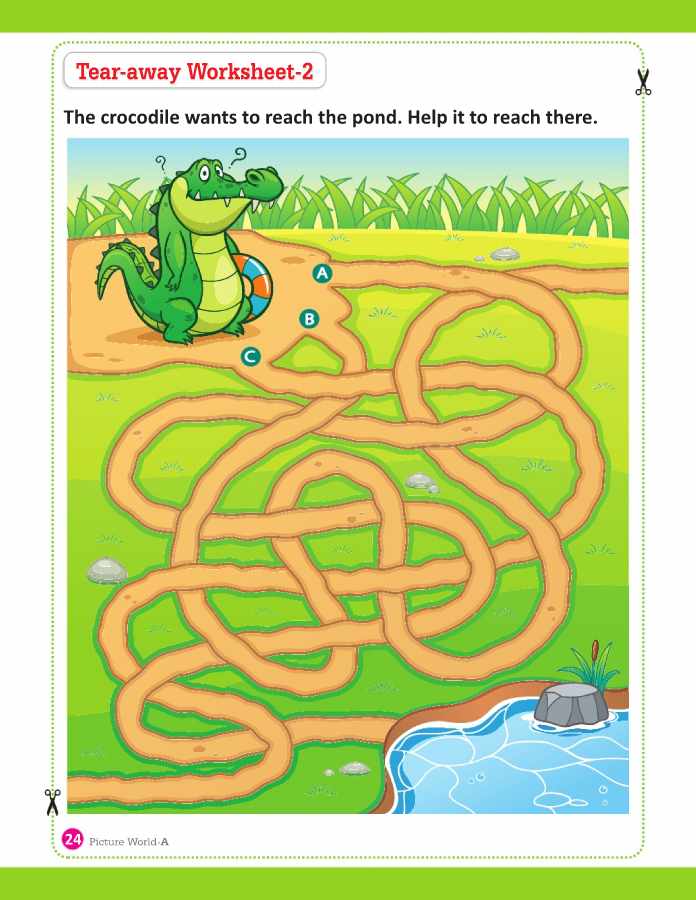 Tear-away Worksheet-2
The crocodile wants to reach the pond. Help it to reach there.
? ?
A
B
C
24 Picture World-A